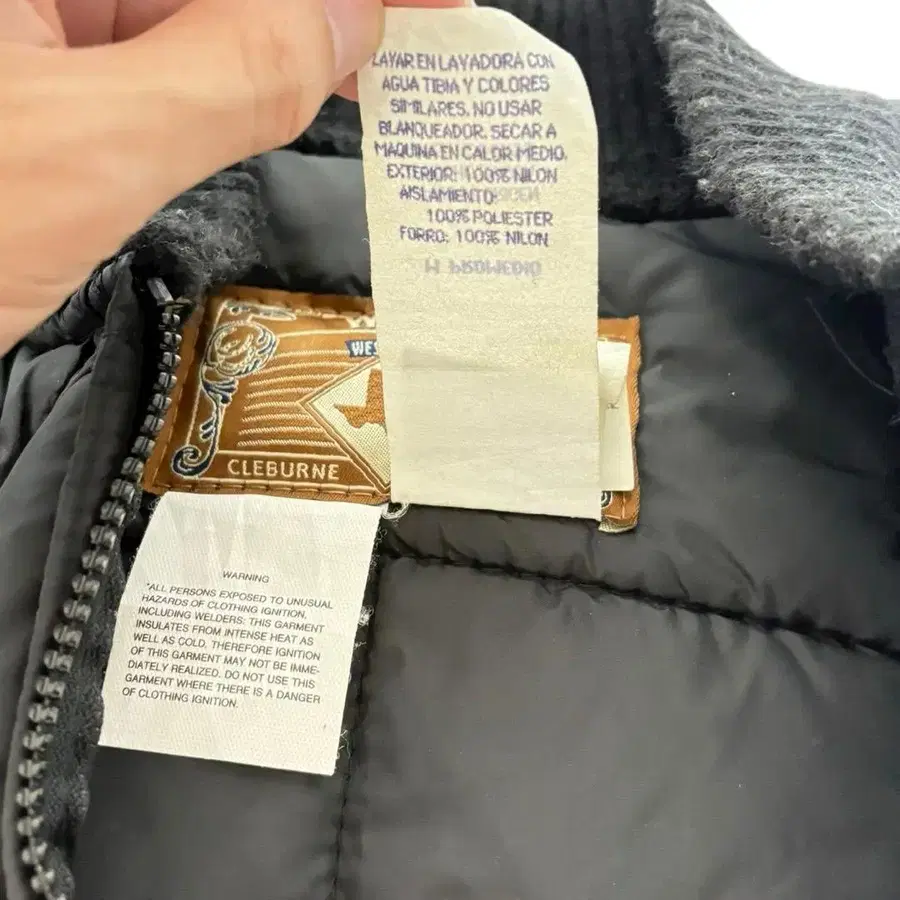 LAVAR EN LAVADORA CON
AGUA TIBIA Y COLORES
SIMILARES. NO USAR
BLANQUEADOR. SECAR A
MAQUINA EN CALOR MEDIO.
EXTERIOR: 100% NILON
AISLAMIENTO:
100% POLIESTER
FORRO: 100% NILON
WES
CLEBURNE
WARNING
"ALL PERSONS EXPOSED TO UNUSUAL
HAZARDS OF CLOTHING IGNITION,
INCLUDING WELDERS: THIS GARMENT
INSULATES FROM INTENSE HEAT AS
WELL AS COLD. THEREFORE IGNITION
OF THIS GARMENT MAY NOT BE IMME-
DIATELY REALIZED. DO NOT USE THIS
GARMENT WHERE THERE IS A DANGER
OF CLOTHING IGNITION.